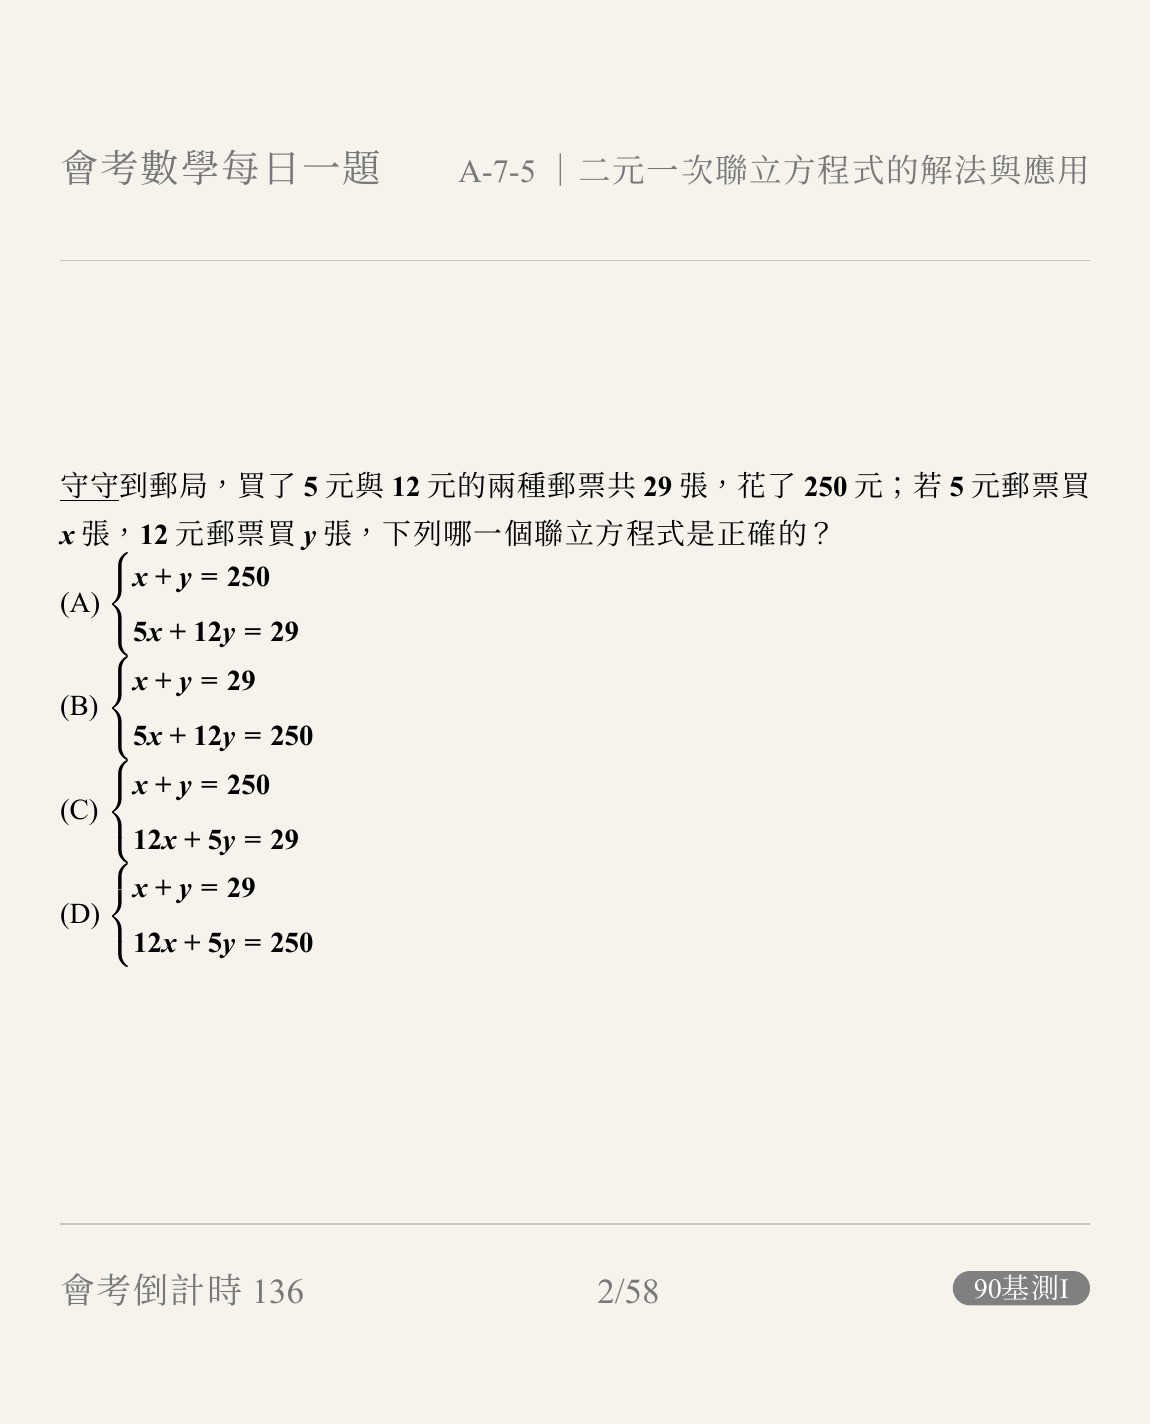 會考數學每日一題
A-7-5 │二元一次聯立方程式的解法與應用
守守到郵局，買了 5 元與 12 元的兩種郵票共 29 張，花了 250 元；若 5 元郵票買
x 張，12 元郵票買 y 張，下列哪一個聯立方程式是正確的？
(A)
x + y = 250
5x + 12y = 29
(B)
x + y = 29
5x + 12y = 250
(C)
x + y = 250
12x + 5y = 29
(D)
x + y = 29
12x + 5y = 250
會考倒計時 136
2/58
90基測I